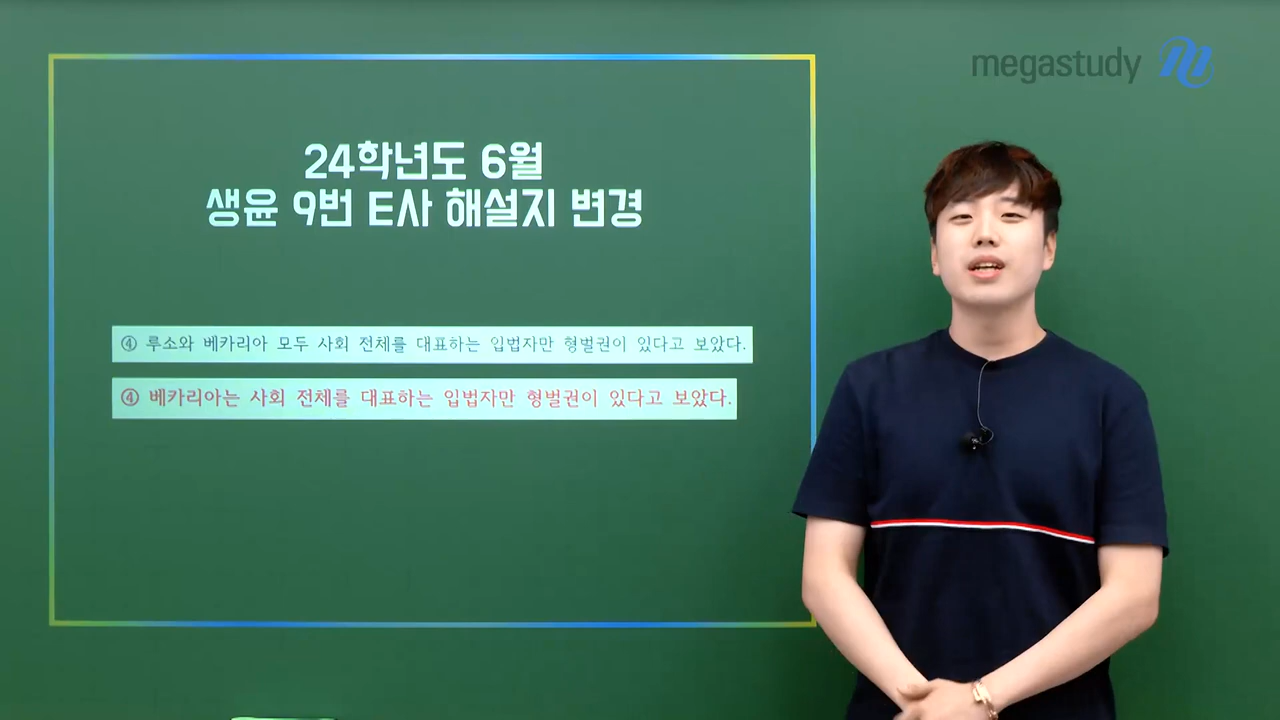 megastudy
24학년도 6월
생윤 9번 E사 해설지 변경
④ 루소와 베카리아 모두 사회 전체를 대표하는 입법자만 형벌권이 있다고 보았다.
④ 베카리아는 사회 전체를 대표하는 입법자만 형벌권이 있다고 보았다.